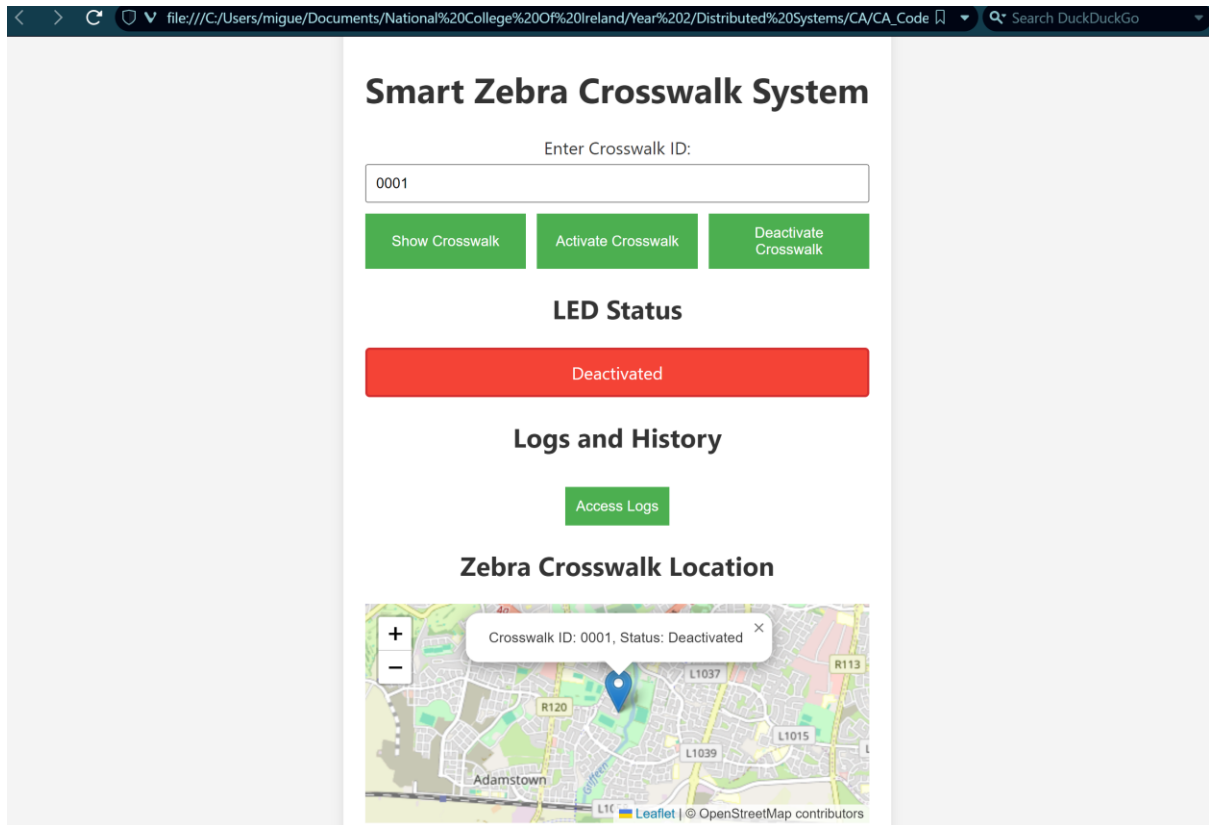 file:///C:/Users/migue/Documents/National%20College%20Of%20Ireland/Year%202/Distributed%20Systems/CA/CA_Code
Search DuckDuckGo
Smart Zebra Crosswalk System
Enter Crosswalk ID:
0001
Show Crosswalk
Activate Crosswalk
Deactivate
Crosswalk
LED Status
Deactivated
Logs and History
Access Logs
Zebra Crosswalk Location
+
Crosswalk ID: 0001, Status: Deactivated
×
−
L1037
R113
R120
L1015
L1039
Adamstown
Griffeen
Leaflet | © OpenStreetMap contributors